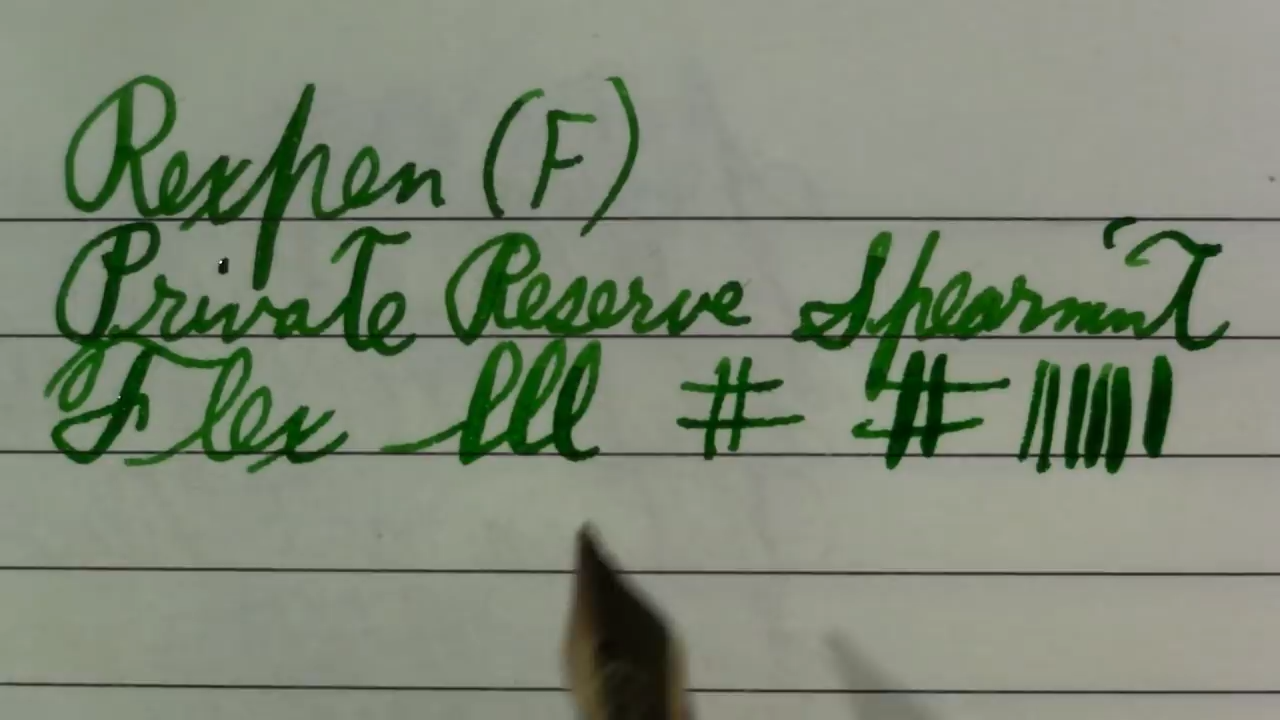 Rexpen (F)
Private Reserve Spearmint
Flex lll # #